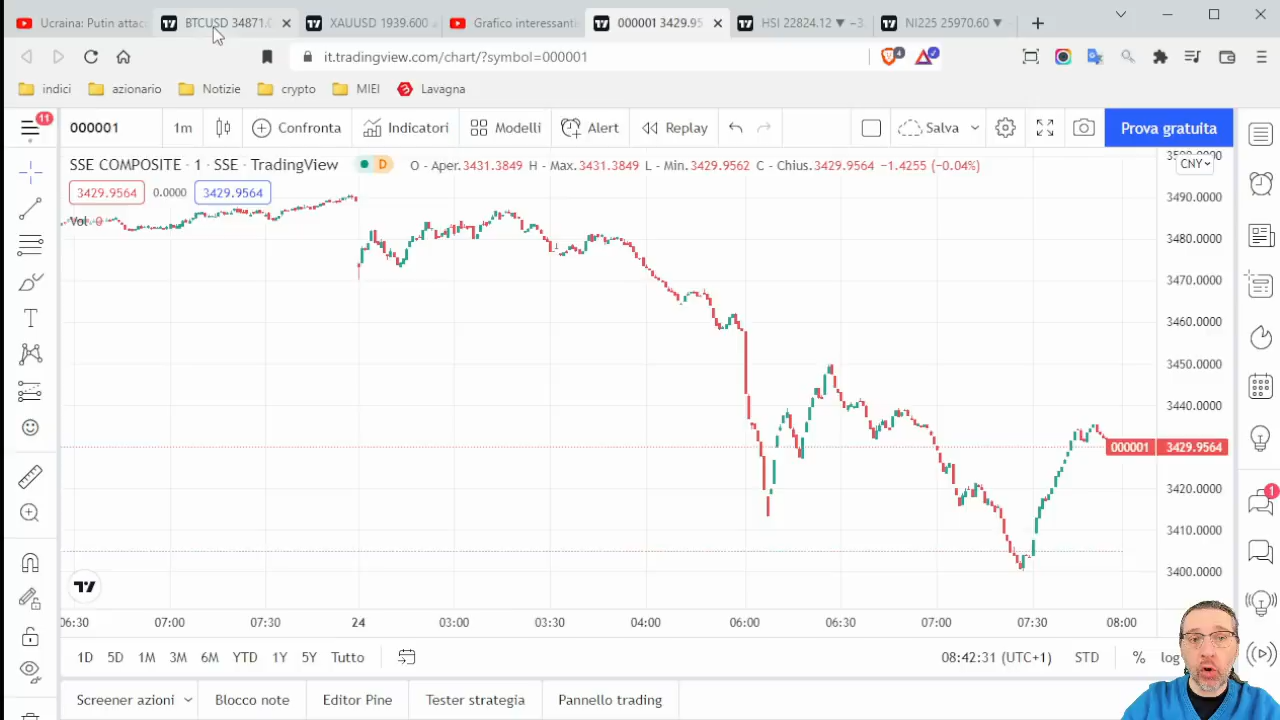 Ucraina: Putin attac
BTCUSD 34871.
XAUUSD 1939.600
Grafico interessanti
000001 3429.95
HSI 22824.12 ▼ −3
NI225 25970.60 ▼
it.tradingview.com/chart/?symbol=000001
4
indici
azionario
Notizie
crypto
MIEI
Lavagna
11
000001
1m
Confronta
Indicatori
Modelli
Alert
Replay
Salva
Prova gratuita
SSE COMPOSITE · 1 · SSE · TradingView
D
O - Aper.3431.3849 H - Max.3431.3849 L - Min.3429.9562 C - Chius.3429.9564 −1.4255 (−0.04%)
CNY
3429.9564
0.0000
3429.9564
Vol 0
3490.0000
3480.0000
3470.0000
3460.0000
3450.0000
3440.0000
000001 3429.9564
3420.0000
3410.0000
3400.0000
1
06:30
07:00
07:30
24
03:00
03:30
04:00
06:00
06:30
07:00
07:30
08:00
1D
5D
1M
3M
6M
YTD
1Y
5Y
Tutto
08:42:31 (UTC+1)
STD
%
log
Screener azioni
Blocco note
Editor Pine
Tester strategia
Pannello trading